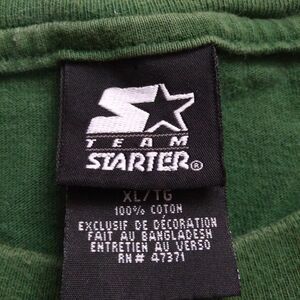 TEAM
STARTER®
XL/TG
100% COTON
EXCLUSIF DE DÉCORATION
FAIT AU BANGLADESH
ENTRETIEN AU VERSO
RN# 47371